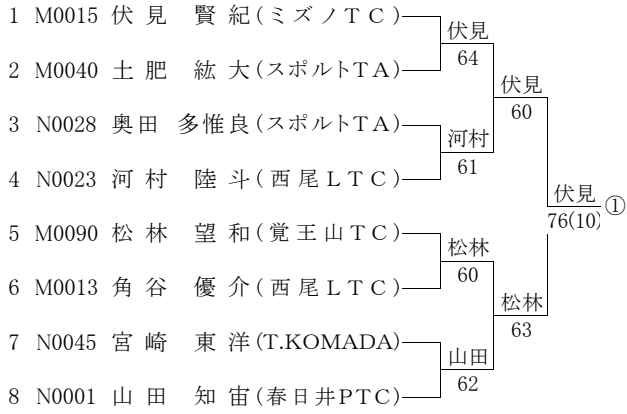 1 M0015 伏見 賢紀(ミズノTC)
伏見
64
2 M0040 土肥 紘大(スポルトTA)
伏見
60
3 N0028 奥田 多惟良(スポルトTA)
河村
61
4 N0023 河村 陸斗(西尾LTC)
伏見
76(10)
①
5 M0090 松林 望和(覚王山TC)
松林
60
6 M0013 角谷 優介(西尾LTC)
松林
63
7 N0045 宮崎 東洋(T.KOMADA)
山田
62
8 N0001 山田 知宙(春日井PTC)